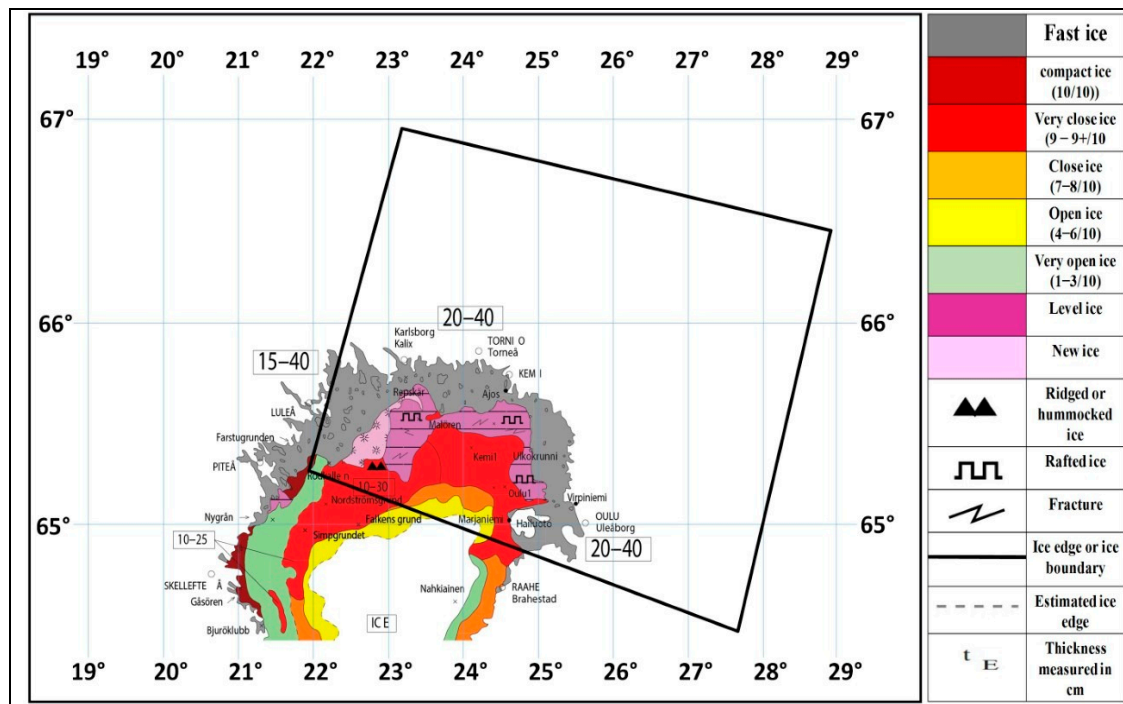 19° 20° 21° 22° 23° 24° 25° 26° 27° 28° 29°
67° 67°
66° 66°
65° 65°
20–40
Karlsborg
Kalix
TORNI O
Torneå
KEM I
15–40
Repskär
Ajos
LULEÅ
Malören
Farstugrunden
Kemi1
Ulkokrunni
PITEÅ
10–30
Oulu1
Virpiniemi
Nordströmsgrund
Nygrån
Falkens grund
Marjaniemi
Hailuoto
OULU
Uleåborg
Simpgrundet
10–25
20–40
SKELLEFTE Å
Nahkiainen
RAAHE
Brahestad
Gåsören
IC E
Bjuröklubb
19° 20° 21° 22° 23° 24° 25° 26° 27° 28° 29°
Fast ice
compact ice
(10/10))
Very close ice
(9 – 9+/10
Close ice
(7–8/10)
Open ice
(4–6/10)
Very open ice
(1–3/10)
Level ice
New ice
Ridged or
hummocked
ice
Rafted ice
Fracture
Ice edge or ice
boundary
Estimated ice
edge
t E
Thickness
measured in
cm